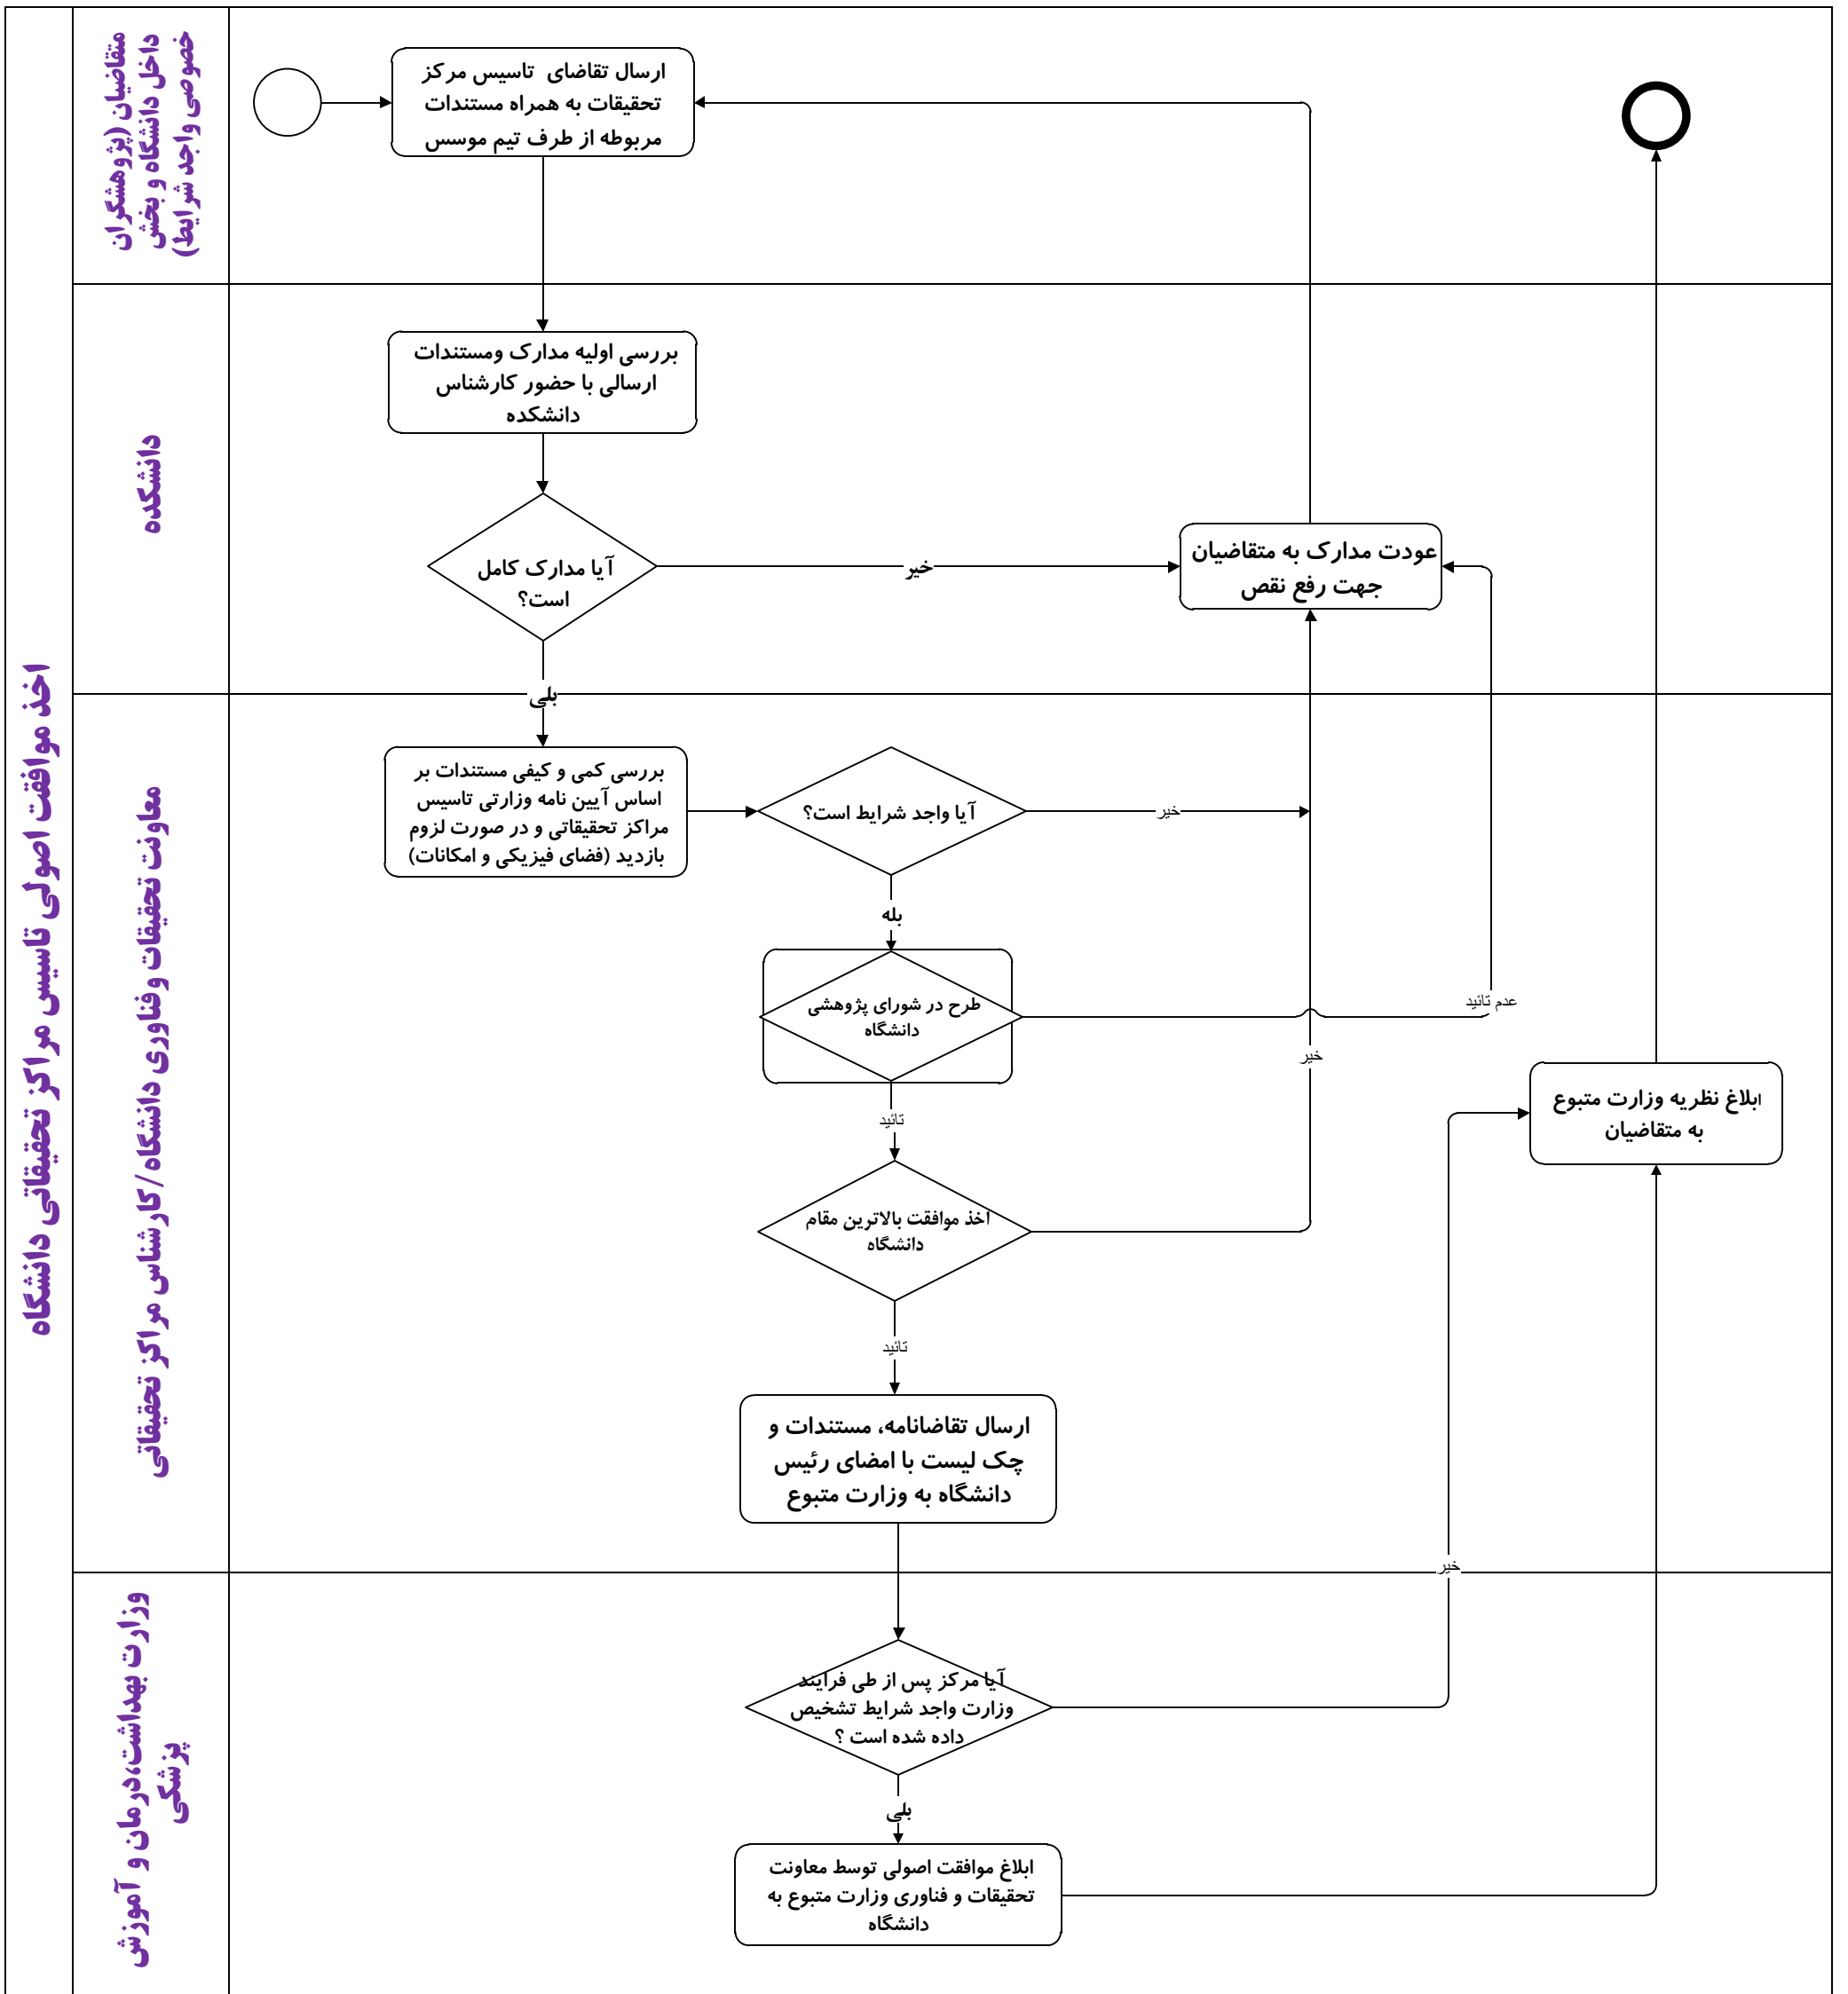 اخذ موافقت اصولی تاسیس مراکز تحقیقاتی دانشگاه
متقاضیان (پژوهشگران
داخل دانشگاه و بخش
خصوصی واجد شرایط)
ارسال تقاضای تاسیس مرکز
تحقیقات به همراه مستندات
مربوطه از طرف تیم موسس
دانشکده
بررسی اولیه مدارک ومستندات
ارسالی با حضور کارشناس
دانشکده
آیا مدارک کامل
است؟
خیر
عودت مدارک به متقاضیان
جهت رفع نقص
بلی
معاونت تحقیقات وفناوری دانشگاه/کارشناس مراکز تحقیقاتی
بررسی کمی و کیفی مستندات بر
اساس آیین نامه وزارتی تاسیس
مراکز تحقیقاتی و در صورت لزوم
بازدید (فضای فیزیکی و امکانات)
آیا واجد شرایط است؟
خیر
بله
طرح در شورای پژوهشی
دانشگاه
عدم تائید
تائید
خیر
اخذ موافقت بالاترین مقام
دانشگاه
ابلاغ نظریه وزارت متبوع
به متقاضیان
تائید
ارسال تقاضانامه، مستندات و
چک لیست با امضای رئیس
دانشگاه به وزارت متبوع
خیر
وزارت بهداشت،درمان و آموزش
پزشکی
آیا مرکز پس از طی فرایند
وزارت واجد شرایط تشخیص
داده شده است ؟
بلی
ابلاغ موافقت اصولی توسط معاونت
تحقیقات و فناوری وزارت متبوع به
دانشگاه